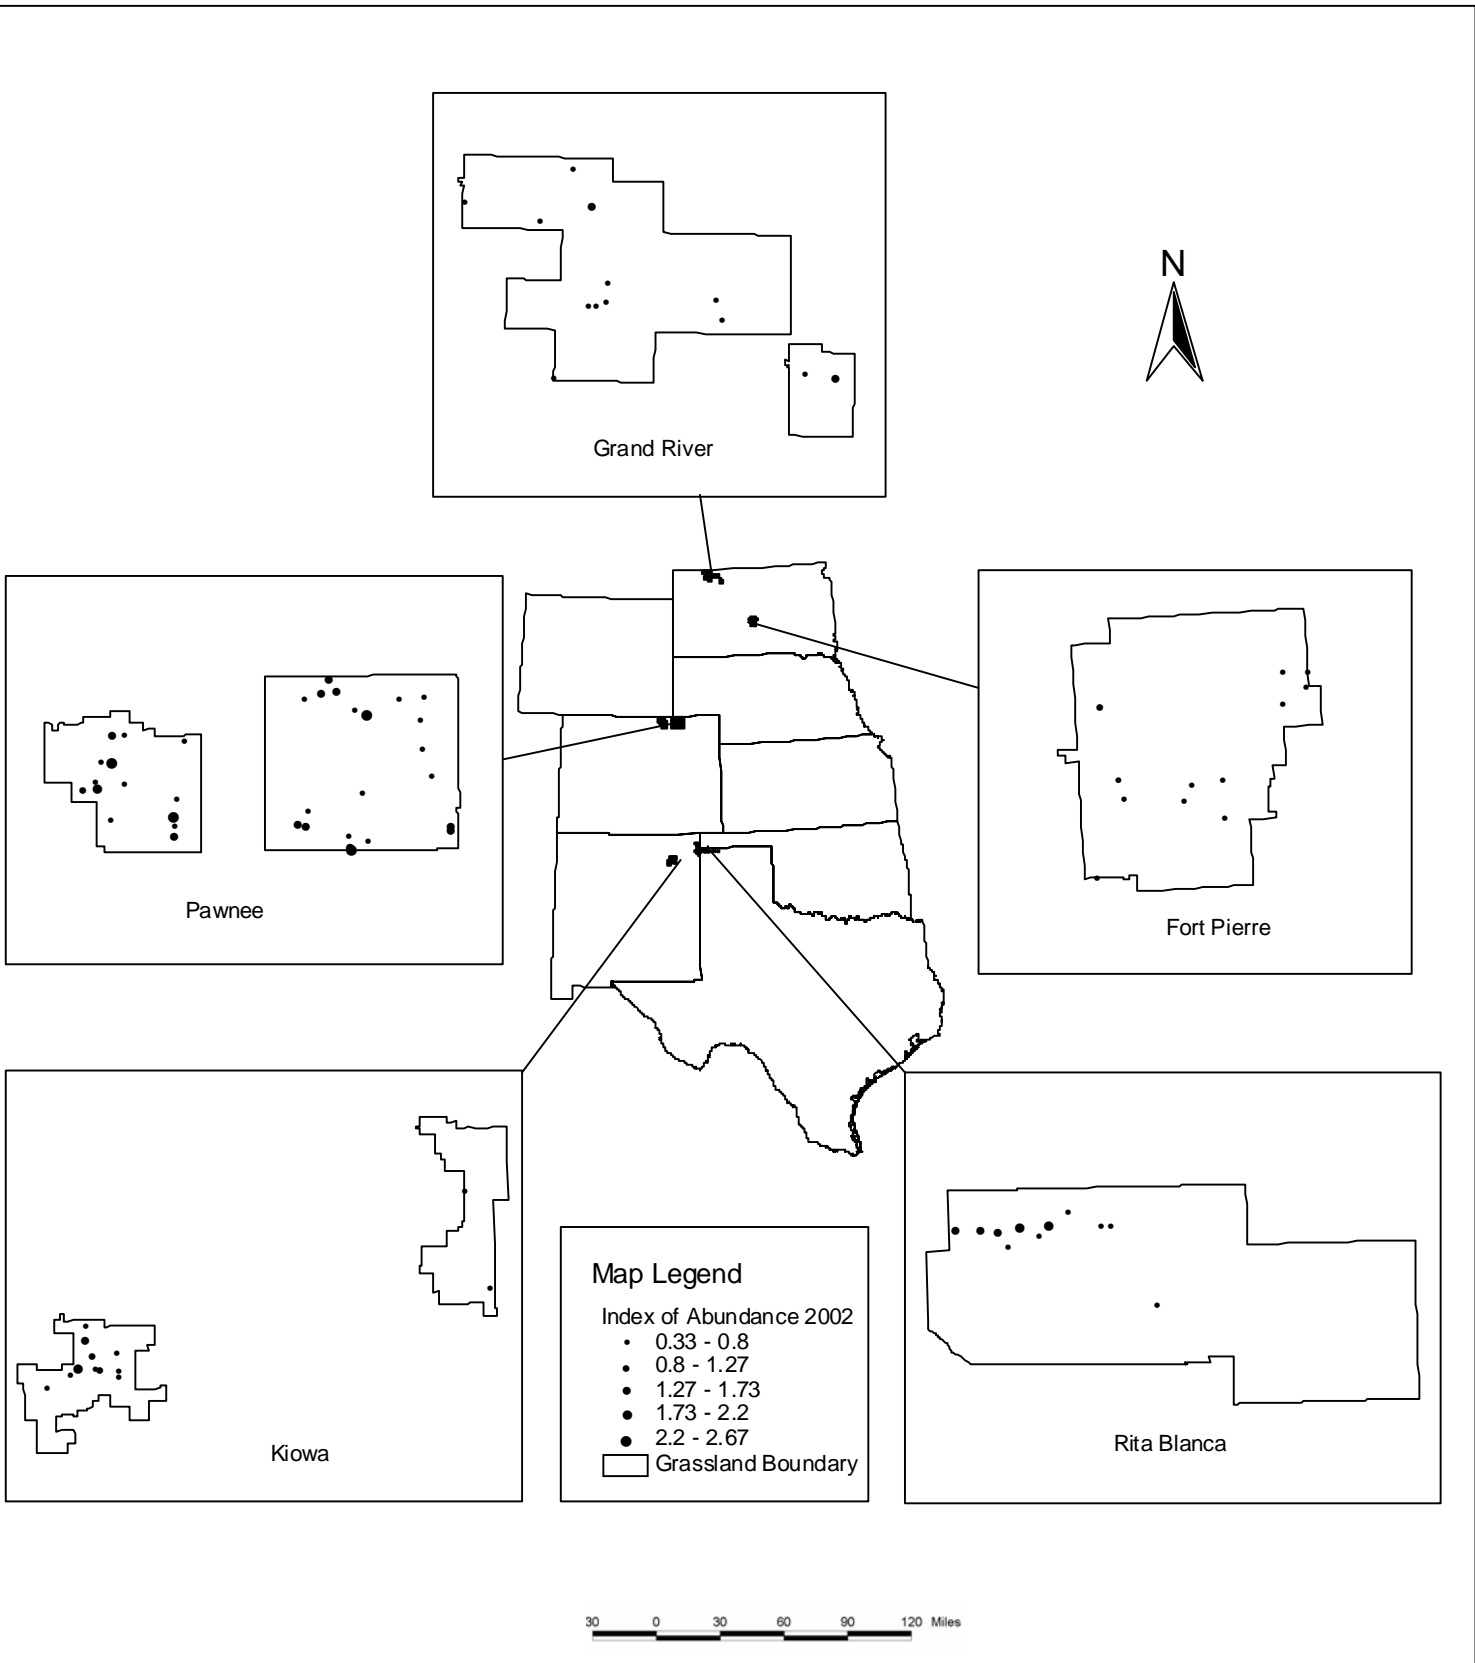 Grand River
N
Pawnee
Fort Pierre
Kiowa
Map Legend
Index of Abundance 2002
0.33 - 0.8
0.8 - 1.27
1.27 - 1.73
1.73 - 2.2
2.2 - 2.67
Grassland Boundary
Rita Blanca
30 0 30 60 90 120 Miles